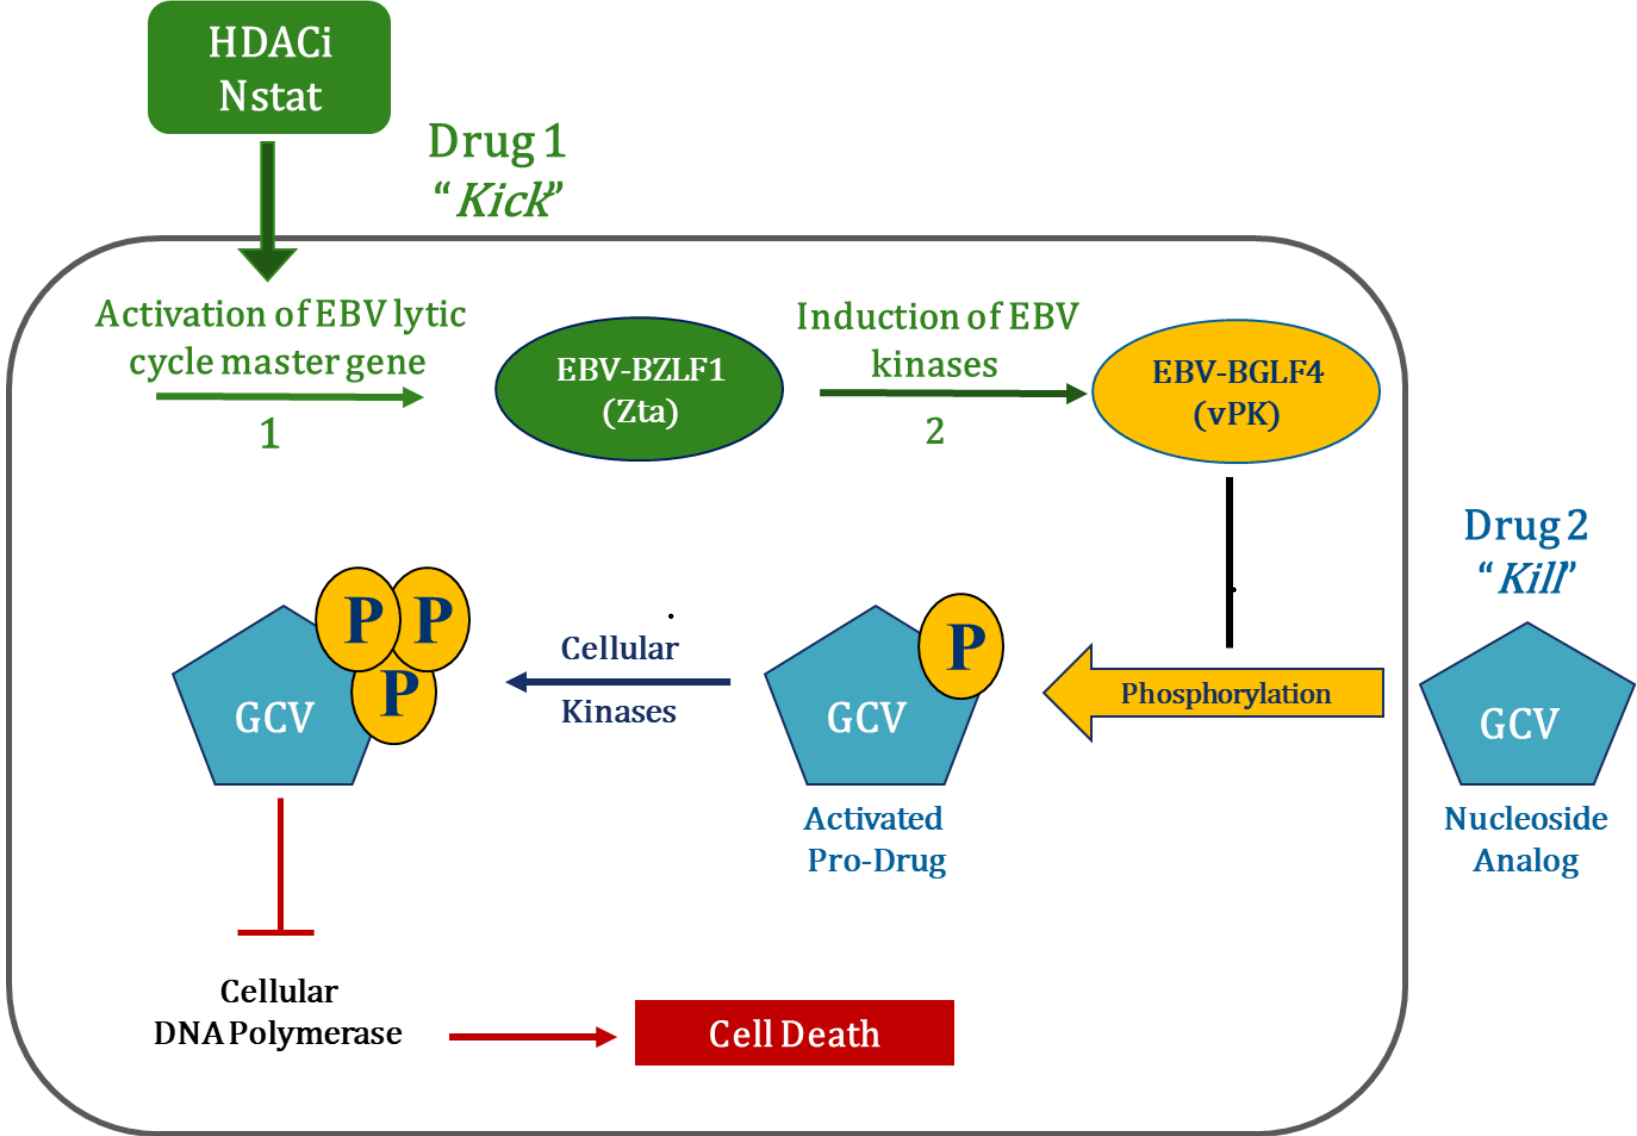 HDACi
Nstat
Drug 1
“Kick”
Activation of EBV lytic
cycle master gene
1
EBV-BZLF1
(Zta)
Induction of EBV
kinases
2
EBV-BGLF4
(vPK)
Drug 2
“Kill”
P P
P
GCV
Cellular
Kinases
P
GCV
Phosphorylation
GCV
Activated
Pro-Drug
Nucleoside
Analog
Cellular
DNA Polymerase
Cell Death